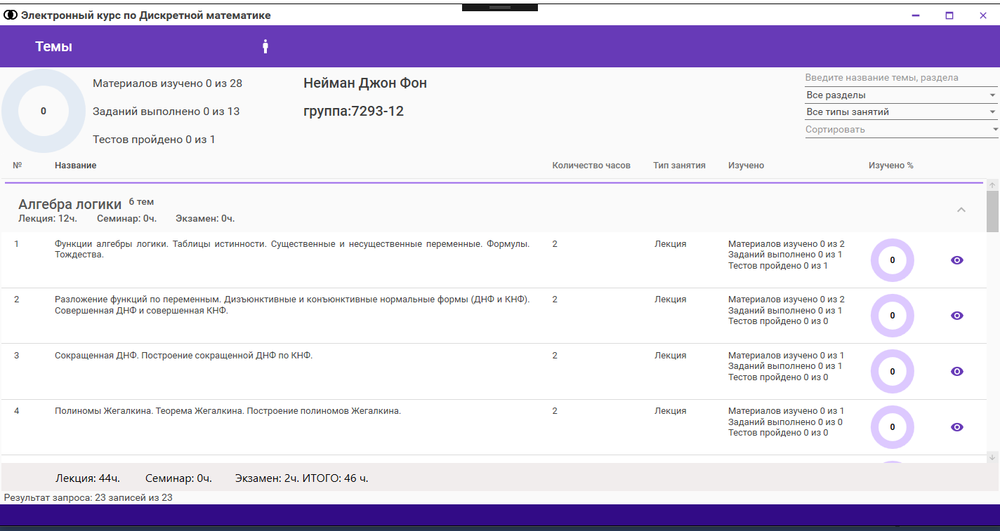 Электронный курс по Дискретной математике
Темы
0
Материалов изучено 0 из 28
Заданий выполнено 0 из 13
Тестов пройдено 0 из 1
Нейман Джон Фон
группа:7293-12
Введите название темы, раздела
Все разделы
Все типы занятий
Сортировать
№ Название Количество часов Тип занятия Изучено Изучено %
Алгебра логики 6 тем
Лекция: 12ч. Семинар: 0ч. Экзамен: 0ч.
1 Функции алгебры логики. Таблицы истинности. Существенные и несущественные переменные. Формулы. 2 Лекция Материалов изучено 0 из 2
Тождества. Заданий выполнено 0 из 1 0
Тестов пройдено 0 из 1
2 Разложение функций по переменным. Дизъюнктивные и конъюнктивные нормальные формы (ДНФ и КНФ). 2 Лекция Материалов изучено 0 из 2
Совершенная ДНФ и совершенная КНФ. Заданий выполнено 0 из 1 0
Тестов пройдено 0 из 0
3 Сокращенная ДНФ. Построение сокращенной ДНФ по КНФ. 2 Лекция Материалов изучено 0 из 1
Заданий выполнено 0 из 1 0
Тестов пройдено 0 из 0
4 Полиномы Жегалкина. Теорема Жегалкина. Построение полиномов Жегалкина. 2 Лекция Материалов изучено 0 из 1
Заданий выполнено 0 из 0 0
Тестов пройдено 0 из 0
Лекция: 44ч. Семинар: 0ч. Экзамен: 2ч. ИТОГО: 46 ч.
Результат запроса: 23 записей из 23